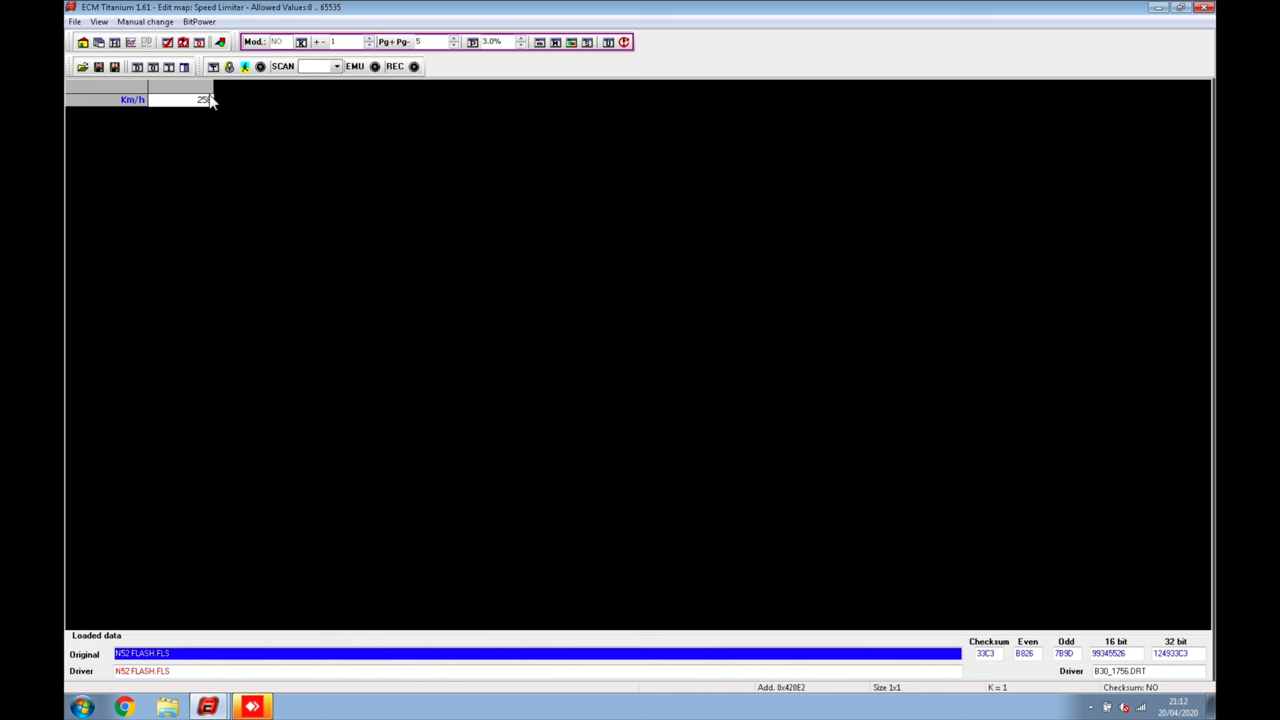 ECM Titanium 1.61 - Edit map: Speed Limiter - Allowed Values:0 .. 65535
File View Manual change BitPower
Mod.: NO + - 1 Pg+ Pg- 5 3.0%
SCAN EMU REC
Km/h
Loaded data
Checksum Even Odd 16 bit 32 bit
Original N52 FLASH.FLS 33C3 B826 7B9D 99345526 124933C3
Driver N52 FLASH.FLS Driver B30_1756.DRT
Add. 0x420E2 Size 1x1 K = 1 Checksum: NO
21:12
20/04/2020